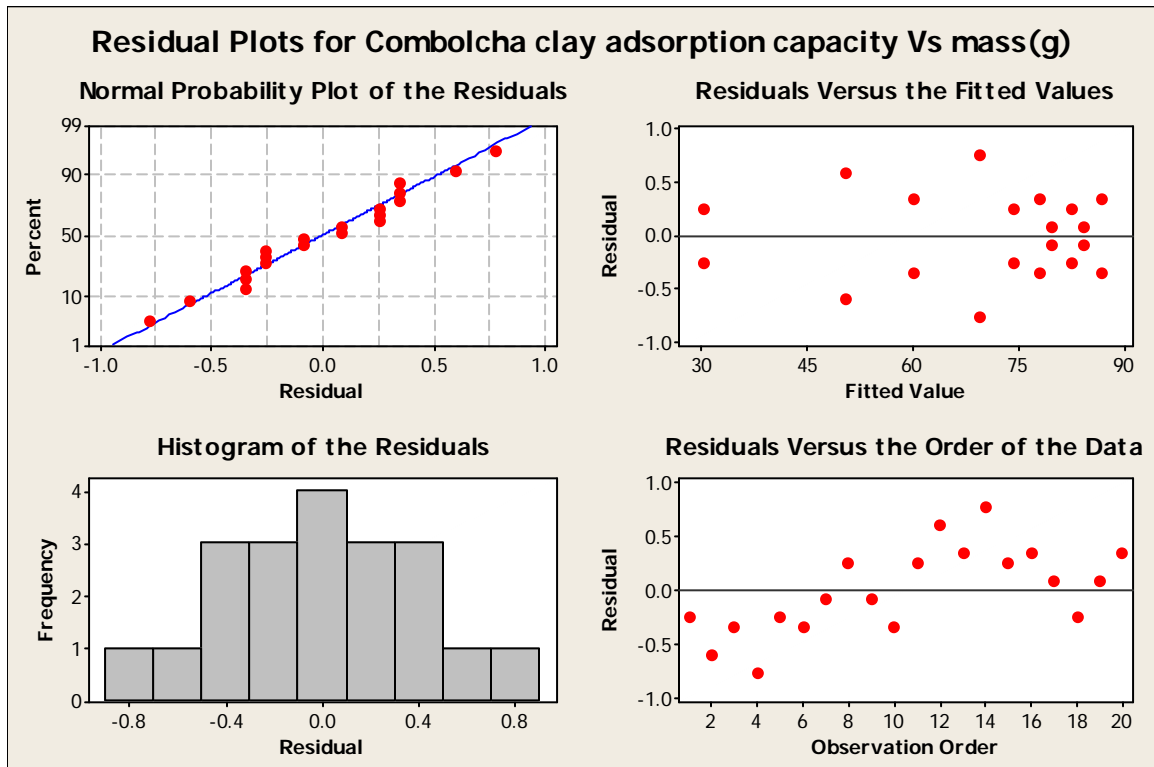 Residual Plots for Combolcha clay adsorption capacity Vs mass(g)
Normal Probability Plot of the Residuals
99
90
50
10
1
Percent
-1.0 -0.5 0.0 0.5 1.0
Residual
Residuals Versus the Fitted Values
1.0
0.5
0.0
-0.5
-1.0
Residual
30 45 60 75 90
Fitted Value
Histogram of the Residuals
4
3
2
1
0
Frequency
-0.8 -0.4 0.0 0.4 0.8
Residual
Residuals Versus the Order of the Data
1.0
0.5
0.0
-0.5
-1.0
Residual
2 4 6 8 10 12 14 16 18 20
Observation Order